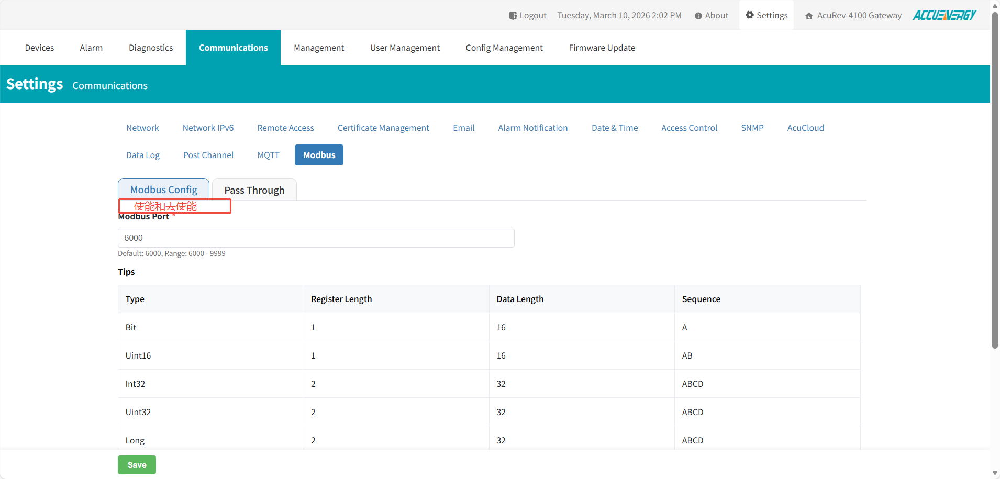 Logout Tuesday, March 10, 2026 2:02 PM About Settings AcuRev-4100 Gateway ACCUENERGY
Devices Alarm Diagnostics Communications Management User Management Config Management Firmware Update
Settings Communications
Network Network IPv6 Remote Access Certificate Management Email Alarm Notification Date & Time Access Control SNMP AcuCloud
Data Log Post Channel MQTT Modbus
Modbus Config Pass Through
使能和去使能
Modbus Port *
6000
Default: 6000, Range: 6000 - 9999
Tips
Type Register Length Data Length Sequence
Bit 1 16 A
Uint16 1 16 AB
Int32 2 32 ABCD
Uint32 2 32 ABCD
Long 2 32 ABCD
Save